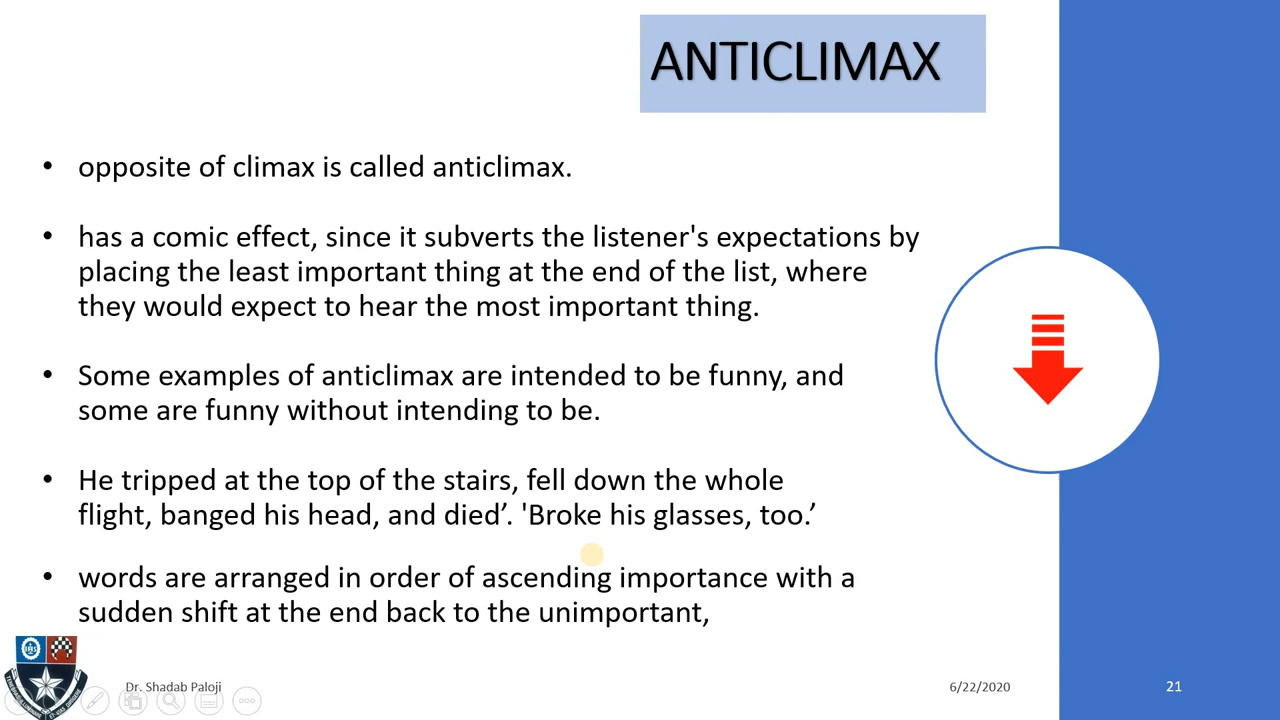 ANTICLIMAX
• opposite of climax is called anticlimax.
• has a comic effect, since it subverts the listener's expectations by
placing the least important thing at the end of the list, where
they would expect to hear the most important thing.
• Some examples of anticlimax are intended to be funny, and
some are funny without intending to be.
• He tripped at the top of the stairs, fell down the whole
flight, banged his head, and died’. 'Broke his glasses, too.’
• words are arranged in order of ascending importance with a
sudden shift at the end back to the unimportant,
Dr. Shadab Paloji
6/22/2020
21